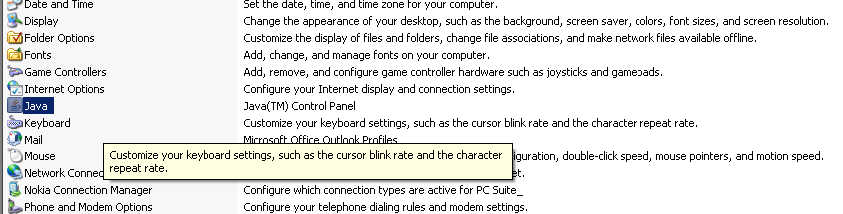 Date and Time Set the date, time, and time zone for your computer.
Display Change the appearance of your desktop, such as the background, screen saver, colors, font sizes, and screen resolution.
Folder Options Customize the display of files and folders, change file associations, and make network files available offline.
Fonts Add, change, and manage fonts on your computer.
Game Controllers Add, remove, and configure game controller hardware such as joysticks and gamepads.
Internet Options Configure your Internet display and connection settings.
Java Java(TM) Control Panel
Keyboard Customize your keyboard settings, such as the cursor blink rate and the character repeat rate.
Mail Microsoft Office Outlook Profiles
Mouse Customize your keyboard settings, such as the cursor blink rate and the character iguration, double-click speed, mouse pointers, and motion speed.
Network Connec repeat rate. et.
Nokia Connection Manager Configure which connection types are active for PC Suite_
Phone and Modem Options Configure your telephone dialing rules and modem settings.